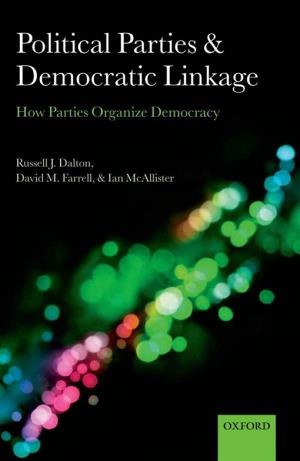 Political Parties &
Democratic Linkage
How Parties Organize Democracy
Russell J. Dalton,
David M. Farrell, & Ian McAllister
OXFORD